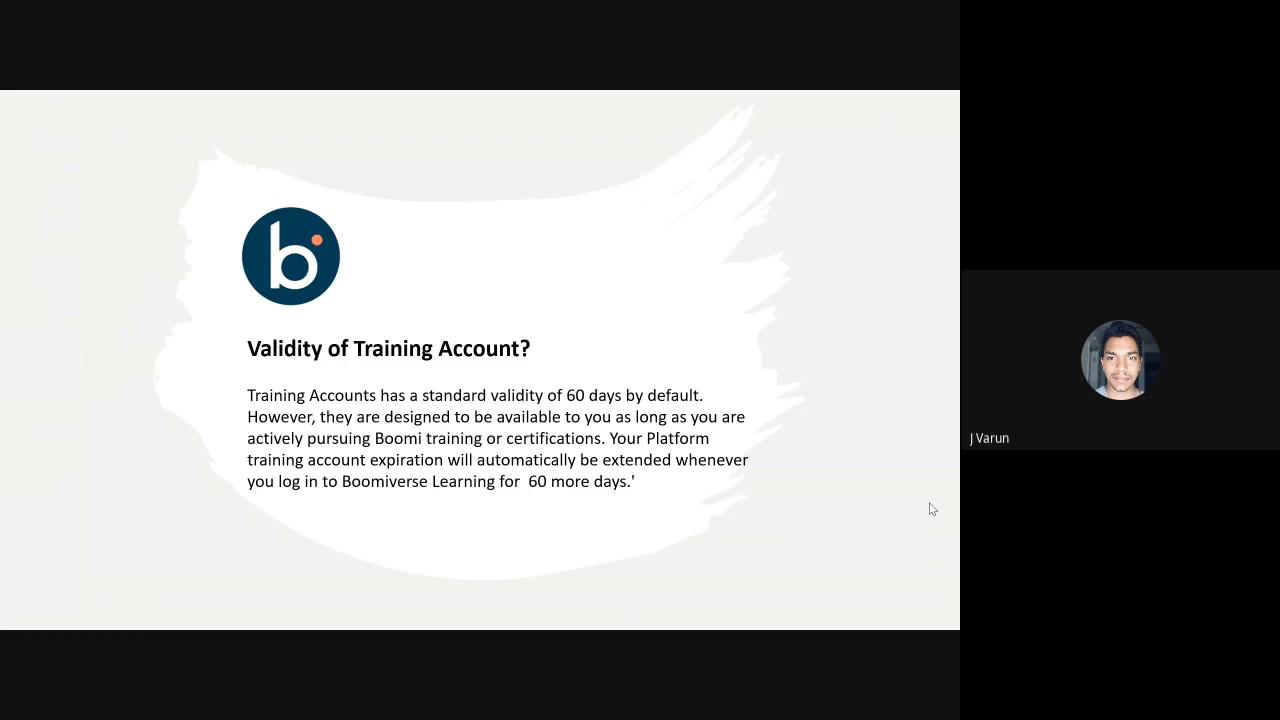 b
Validity of Training Account?
Training Accounts has a standard validity of 60 days by default.
However, they are designed to be available to you as long as you are
actively pursuing Boomi training or certifications. Your Platform
training account expiration will automatically be extended whenever
you log in to Boomiverse Learning for  60 more days.'
J Varun